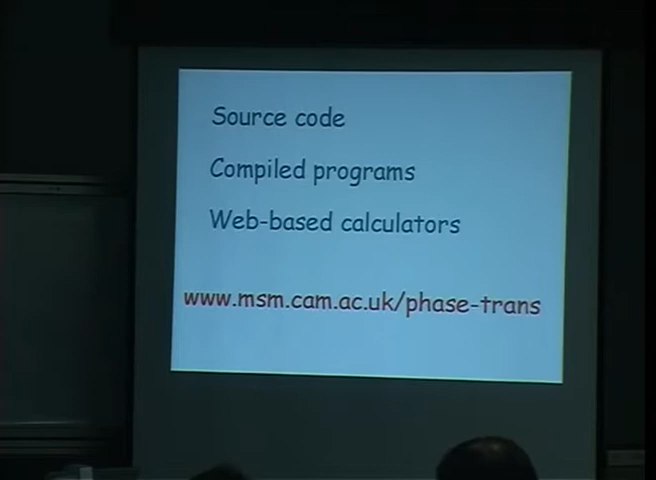 Source code
Compiled programs
Web-based calculators
www.msm.cam.ac.uk/phase-trans